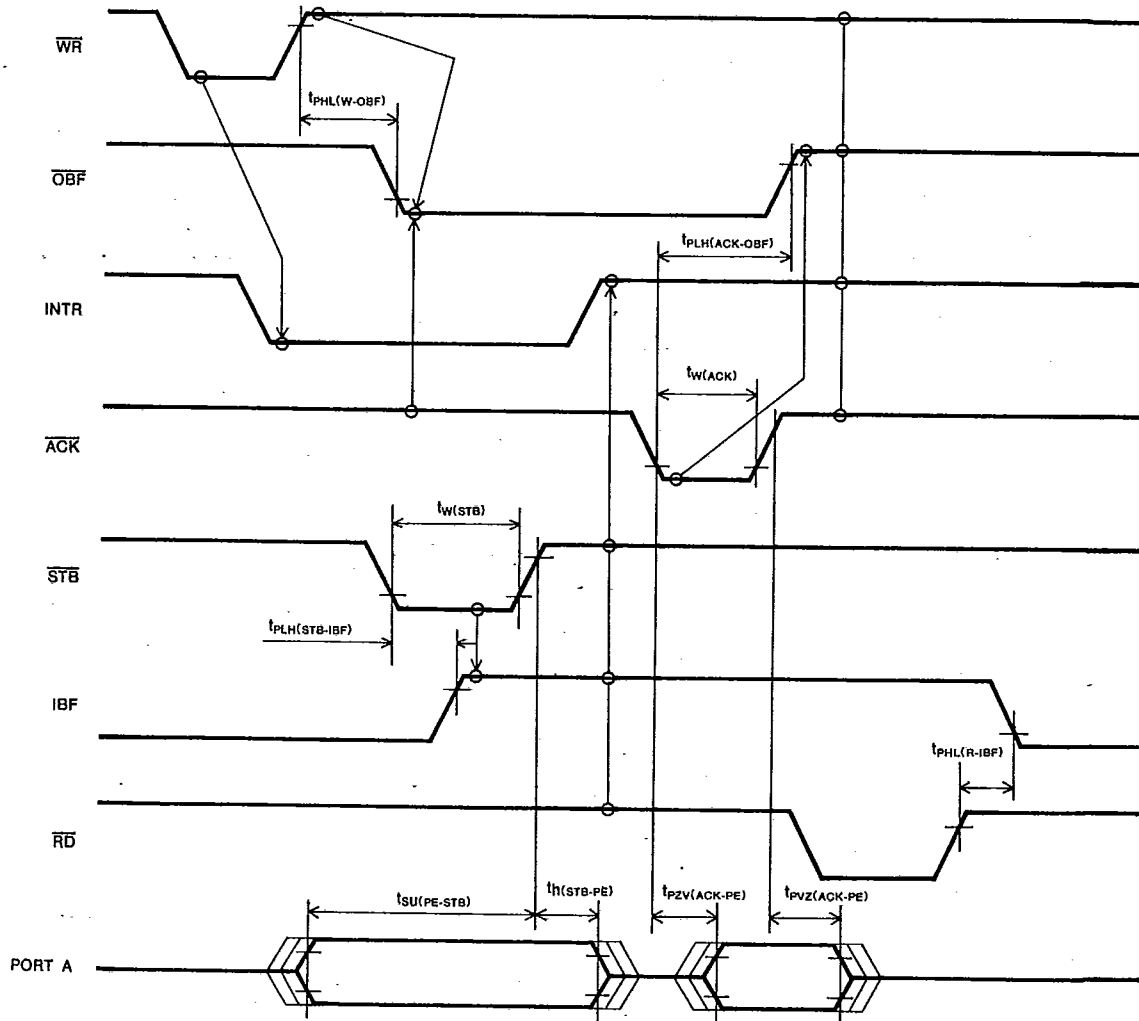 WR
tPHL(W-OBF)
OBF
tPLH(ACK-OBF)
INTR
tW(ACK)
ACK
tW(STB)
STB
tPLH(STB-IBF)
IBF
tPHL(R-IBF)
RD
tSU(PE-STB)
th(STB-PE)
tPZV(ACK-PE)
tPVZ(ACK-PE)
PORT A